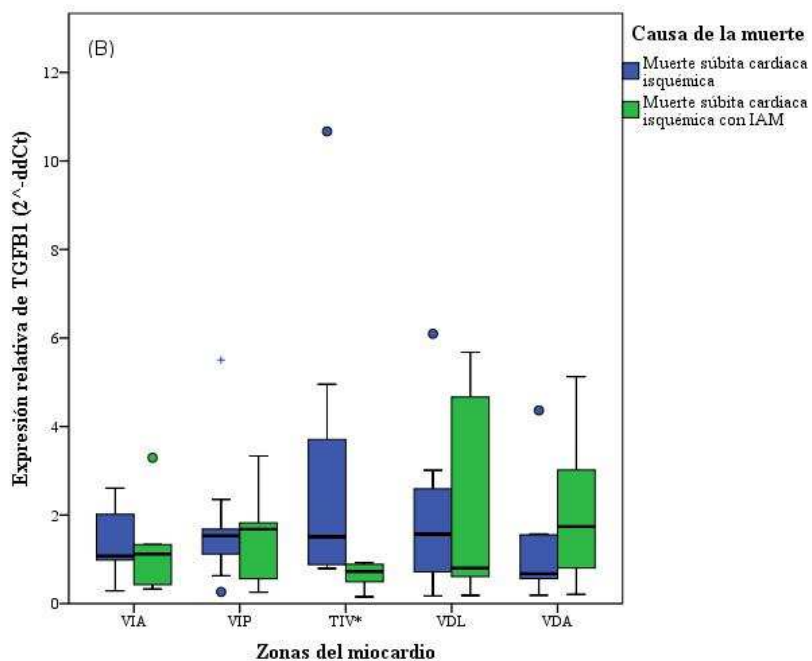 (B)
Causa de la muerte
Muerte súbita cardiaca
isquémica
Muerte súbita cardiaca
isquémica con IAM
Expresión relativa de TGFB1 (2^-ddCt)
12
10
8
6
4
2
0
VIA VIP TIV* VDL VDA
Zonas del miocardio